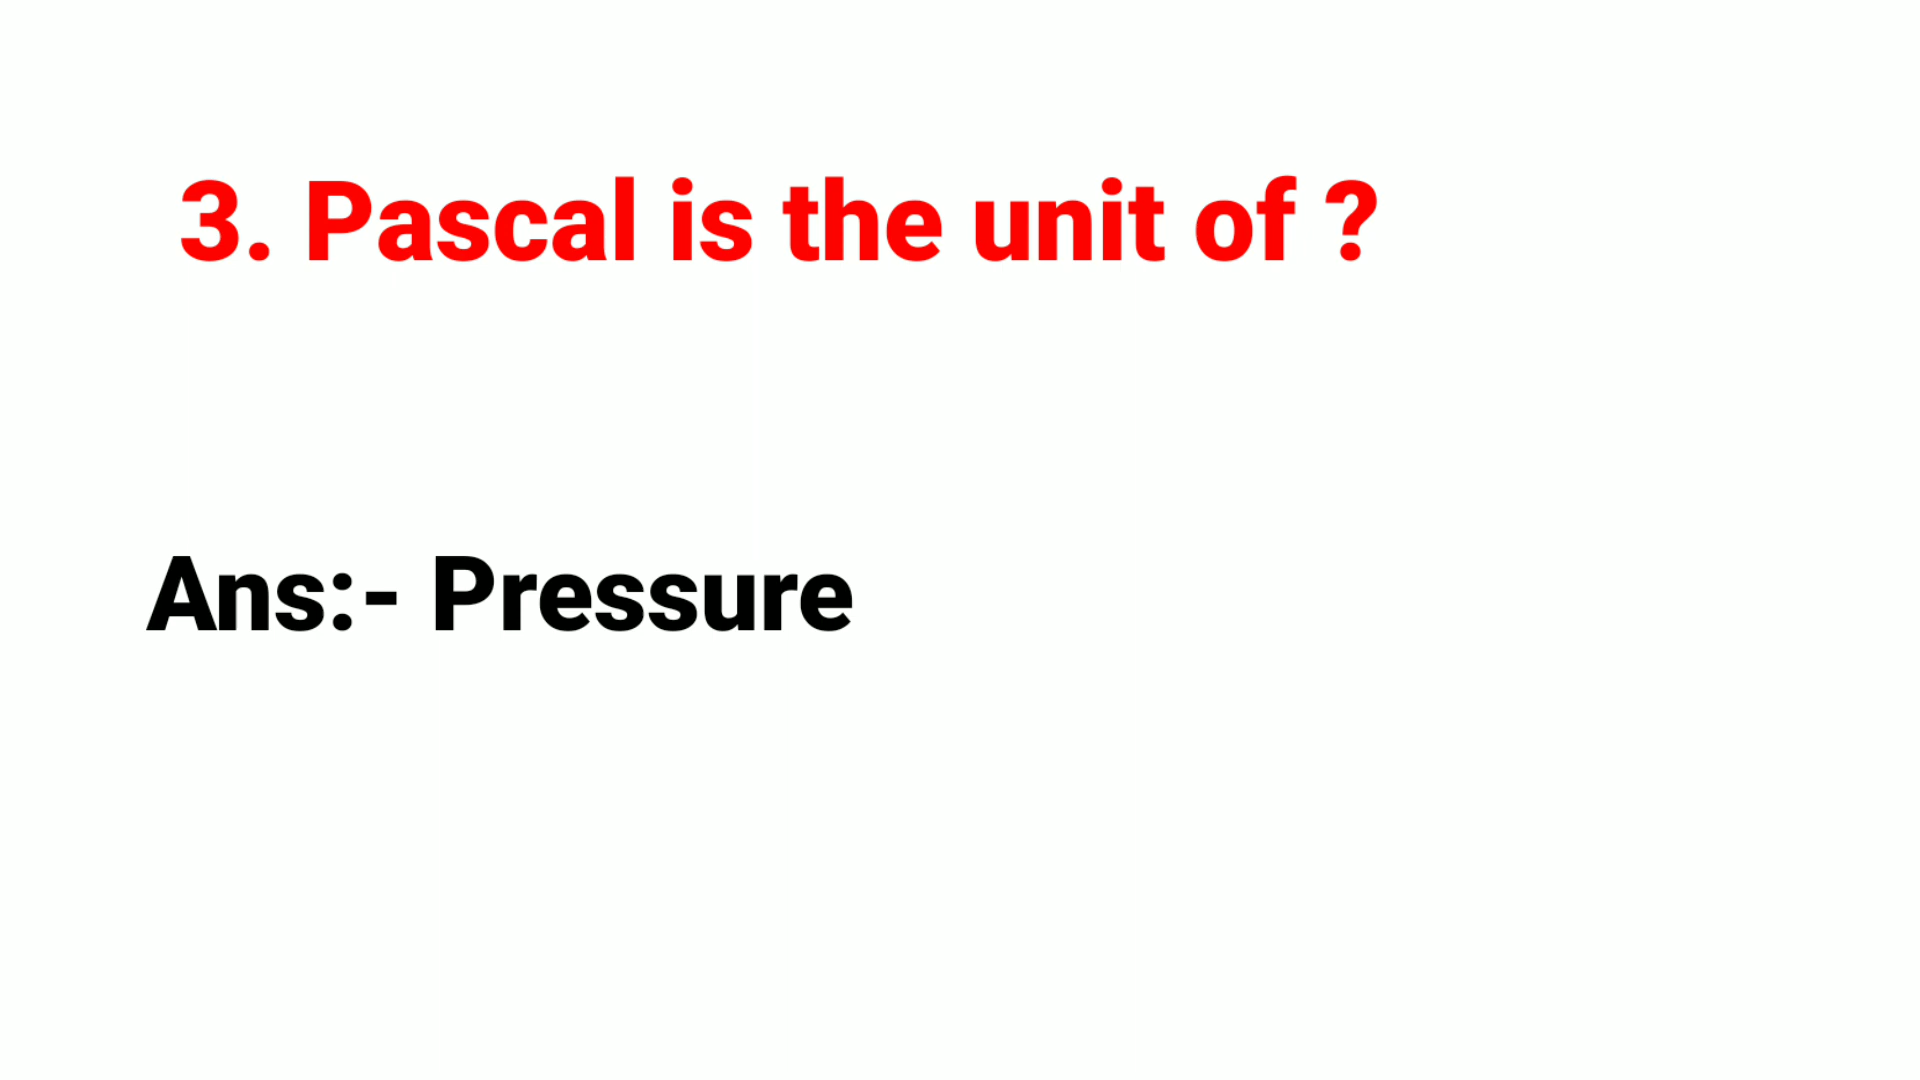 3. Pascal is the unit of ?
Ans:- Pressure